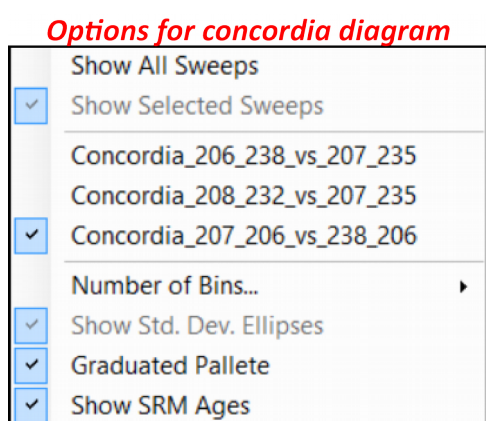 Options for concordia diagram
Show All Sweeps
Show Selected Sweeps
Concordia_206_238_vs_207_235
Concordia_208_232_vs_207_235
Concordia_207_206_vs_238_206
Number of Bins...
Show Std. Dev. Ellipses
Graduated Pallete
Show SRM Ages